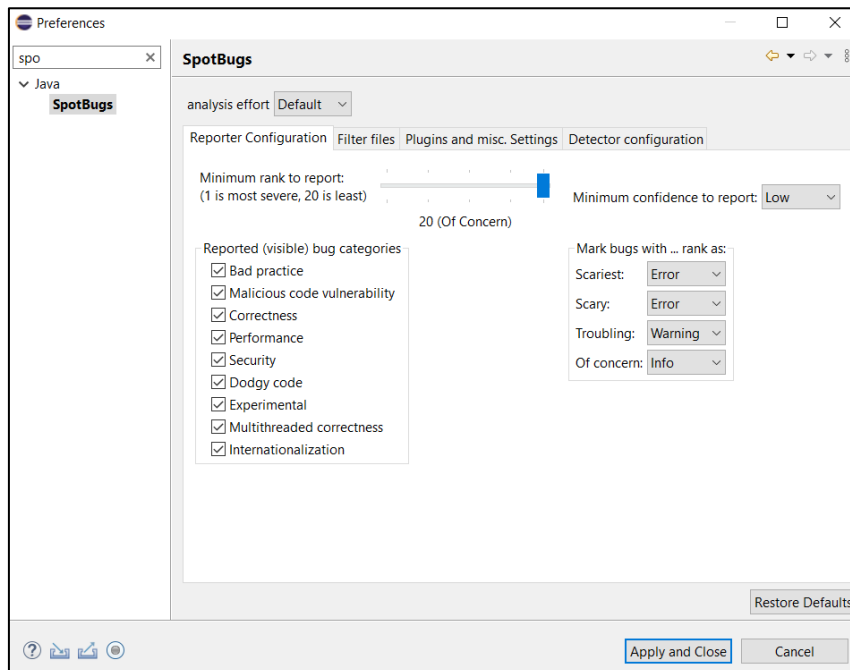 Preferences
spo
Java
SpotBugs
SpotBugs
analysis effort Default
Reporter Configuration Filter files Plugins and misc. Settings Detector configuration
Minimum rank to report:
(1 is most severe, 20 is least)
20 (Of Concern)
Minimum confidence to report: Low
Reported (visible) bug categories
Bad practice
Malicious code vulnerability
Correctness
Performance
Security
Dodgy code
Experimental
Multithreaded correctness
Internationalization
Mark bugs with ... rank as:
Scariest: Error
Scary: Error
Troubling: Warning
Of concern: Info
Restore Defaults
Apply and Close Cancel